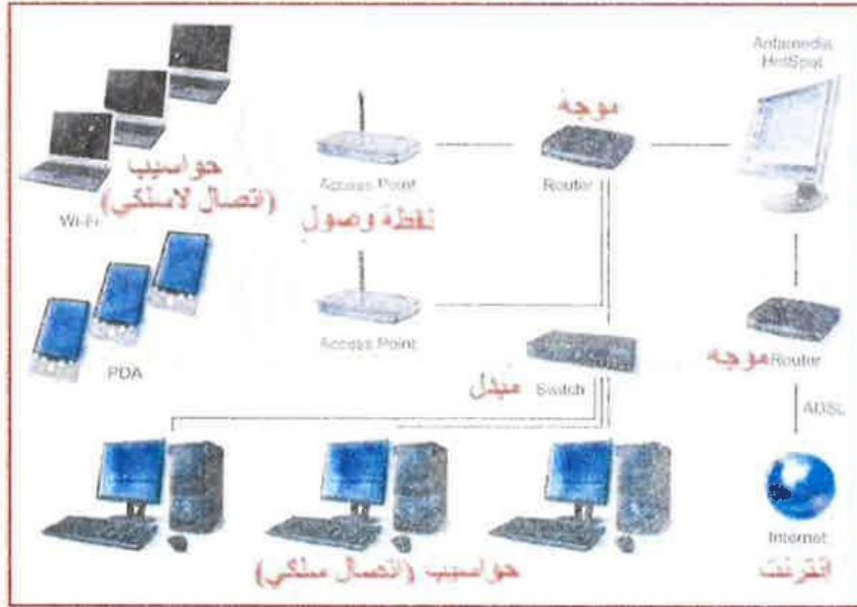 Antamedia
HotSpot
موجة
Router
Access Point
نقطة وصول
حواسيب
(اتصال لاسلكي)
Wi-Fi
Access Point
PDA
مبدل
Switch
موجه
Router
ADSL
Internet
انترنت
حواسيب (اتصال سلكي)